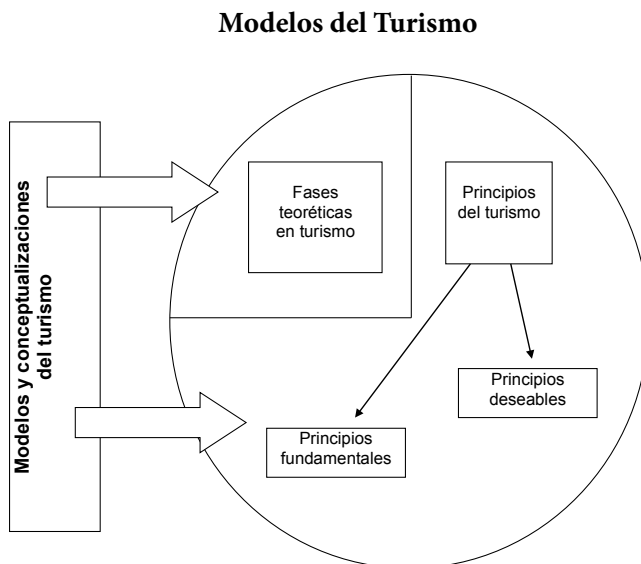 Modelos del Turismo
Modelos y conceptualizaciones
del turismo
Fases
teoréticas
en turismo
Principios
del turismo
Principios
deseables
Principios
fundamentales